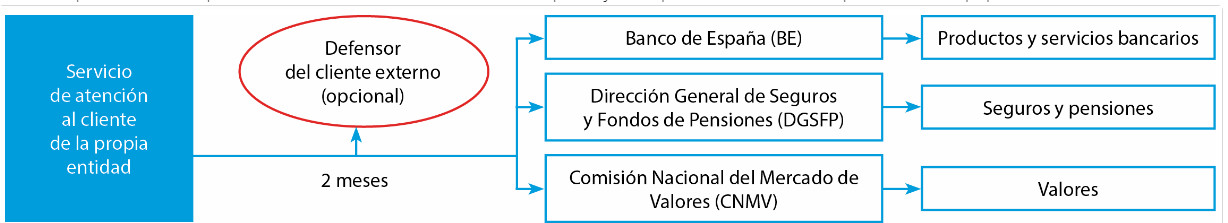 Servicio
de atención
al cliente
de la propia
entidad
Defensor
del cliente externo
(opcional)
2 meses
Banco de España (BE)
Productos y servicios bancarios
Dirección General de Seguros
y Fondos de Pensiones (DGSFP)
Seguros y pensiones
Comisión Nacional del Mercado de
Valores (CNMV)
Valores